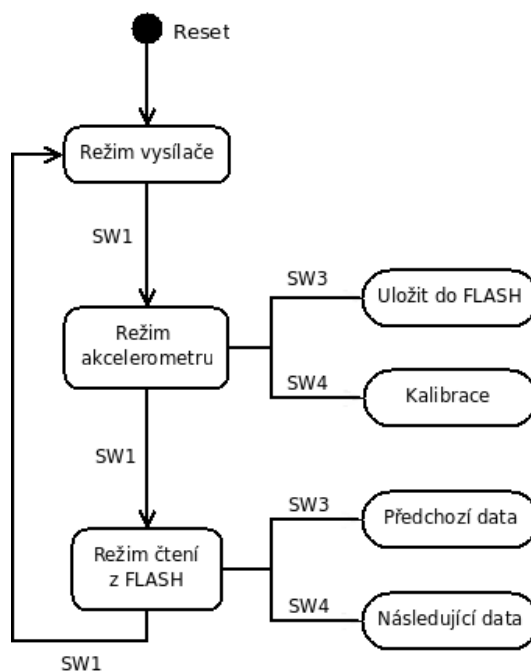 Reset
Režim vysílače
SW1
SW3
Uložit do FLASH
Režim
akcelerometru
SW4
Kalibrace
SW1
SW3
Předchozí data
Režim čtení
z FLASH
SW4
Následující data
SW1